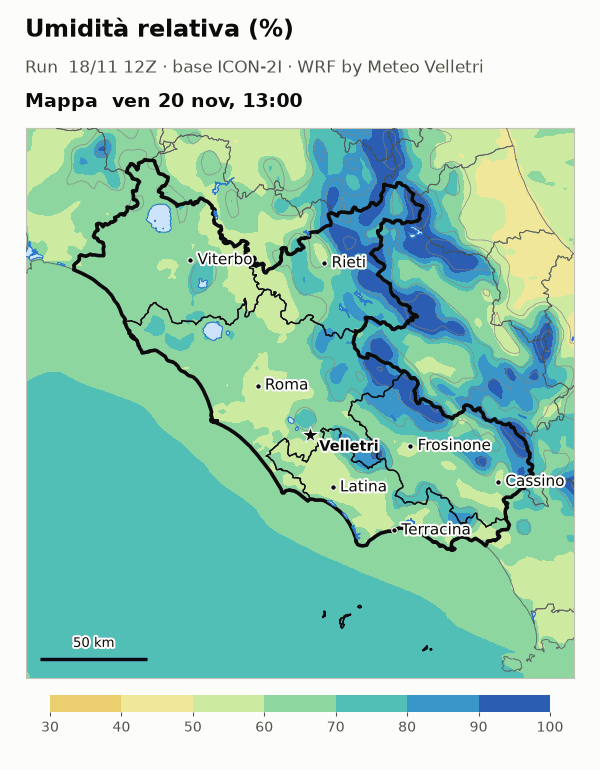 Umidità relativa (%)
Run  18/11 12Z · base ICON-2I · WRF by Meteo Velletri
Mappa  ven 20 nov, 13:00
Viterbo
Rieti
Roma
Velletri
Frosinone
Cassino
Latina
Terracina
50 km
30 40 50 60 70 80 90 100